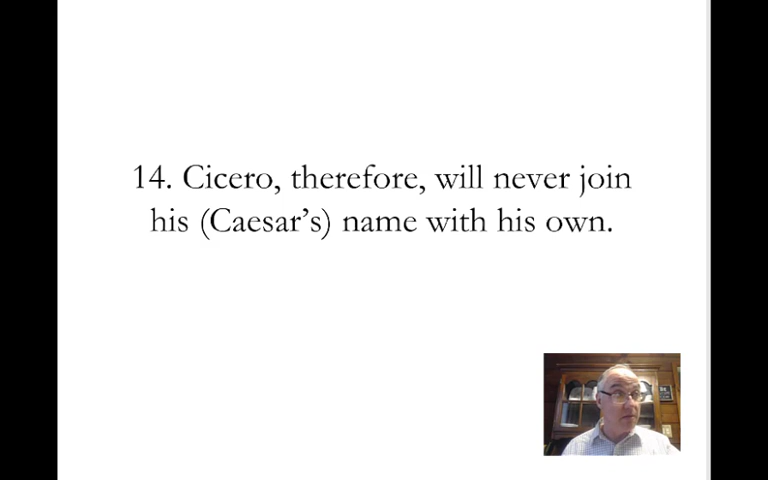 14. Cicero, therefore, will never join
his (Caesar’s) name with his own.